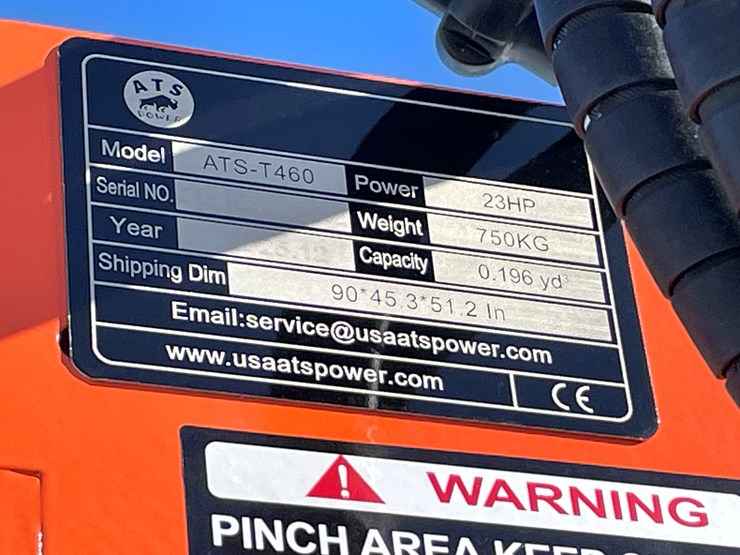 ATS
POWER
Model ATS-T460 Power 23HP
Serial NO. Weight 750KG
Year Capacity 0.196 yd³
Shipping Dim 90*45.3*51.2 In
Email:service@usaatspower.com
www.usaatspower.com CE
WARNING
PINCH AREA KEEP